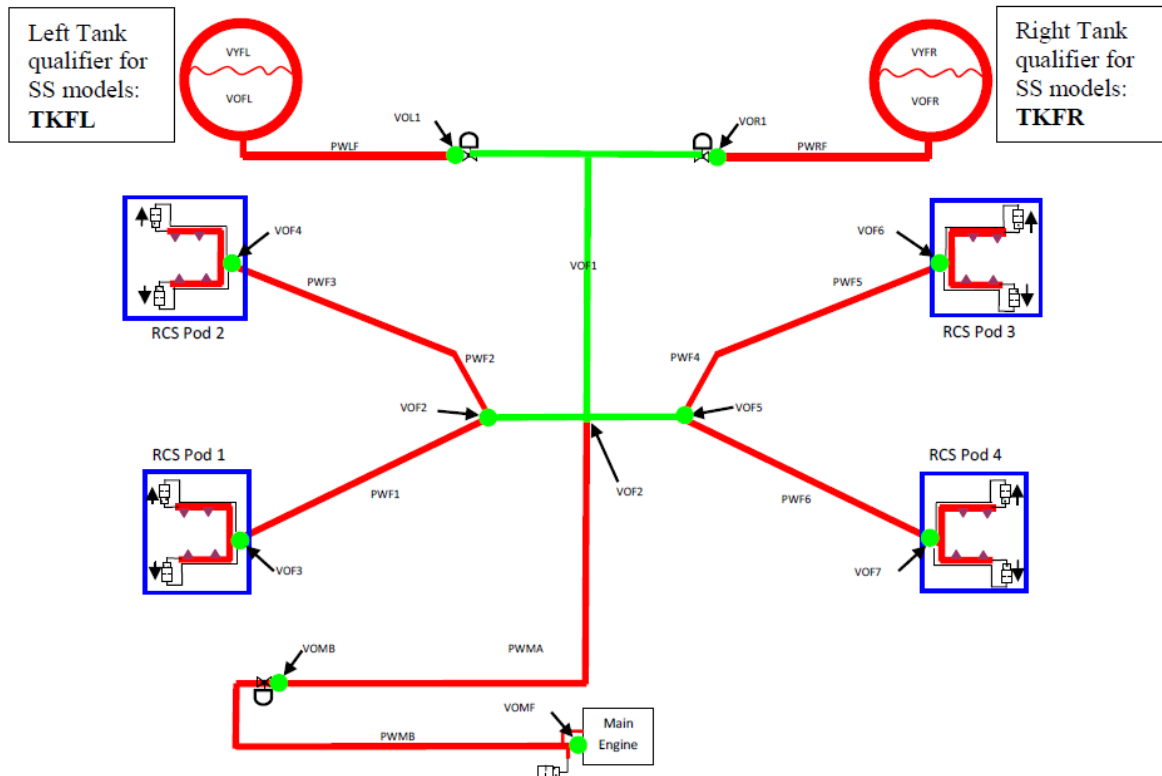 Left Tank
qualifier for
SS models:
TKFL
VYFL
VOFL
VYFR
VOFR
Right Tank
qualifier for
SS models:
TKFR
VOL1
VOR1
PWLF
PWRF
VOF4
VOF6
VOF1
PWF3
PWF5
RCS Pod 2
RCS Pod 3
PWF2
PWF4
VOF2
VOF5
RCS Pod 1
RCS Pod 4
PWF1
VOF2
PWF6
VOF3
VOF7
VOMB
PWMA
VOMF
Main
Engine
PWMB